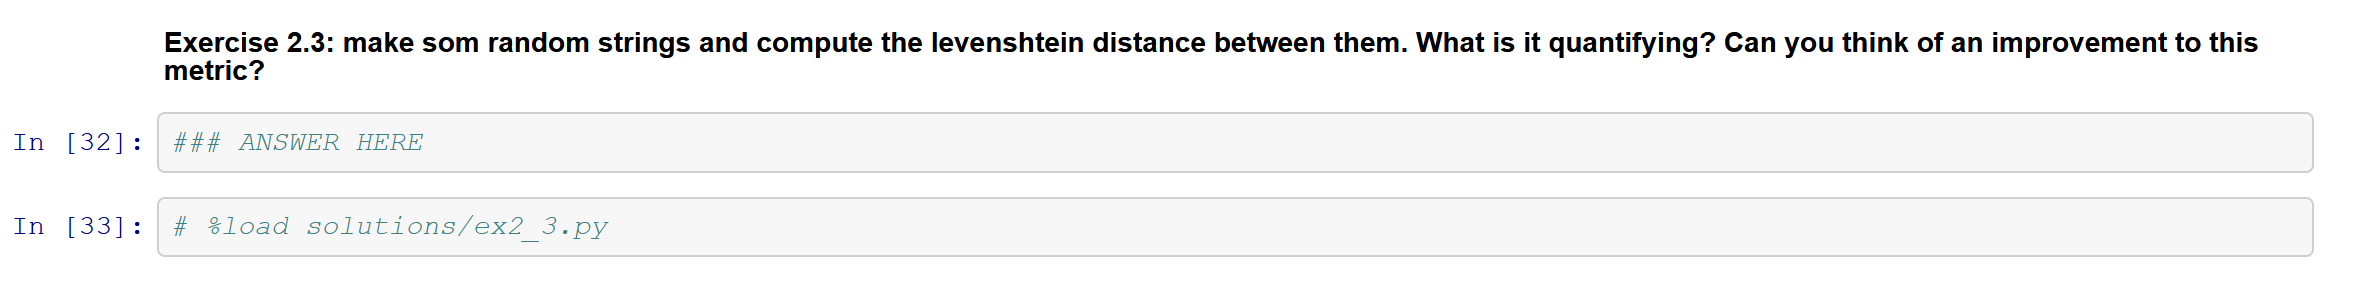 Exercise 2.3: make som random strings and compute the levenshtein distance between them. What is it quantifying? Can you think of an improvement to this
metric?
In [32]: ### ANSWER HERE
In [33]: # %load solutions/ex2_3.py